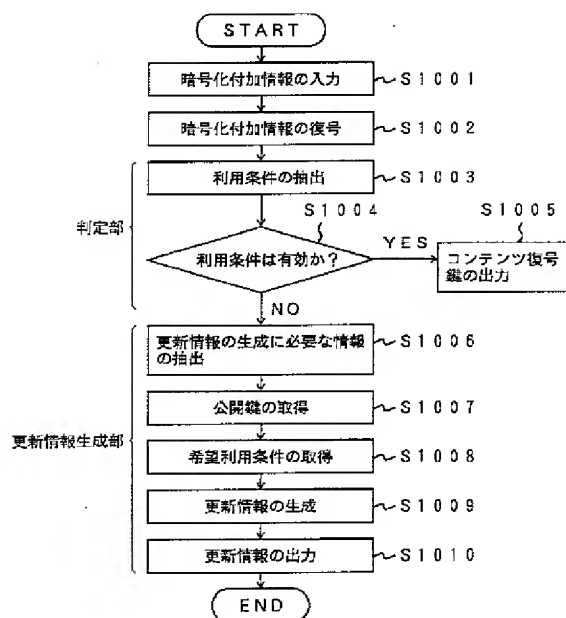 START
暗号化付加情報の入力
S1001
暗号化付加情報の復号
S1002
利用条件の抽出
S1003
判定部
S1004
利用条件は有効か？
YES
S1005
コンテンツ復号
鍵の出力
NO
更新情報の生成に必要な情報
の抽出
S1006
公開鍵の取得
S1007
更新情報生成部
希望利用条件の取得
S1008
更新情報の生成
S1009
更新情報の出力
S1010
END